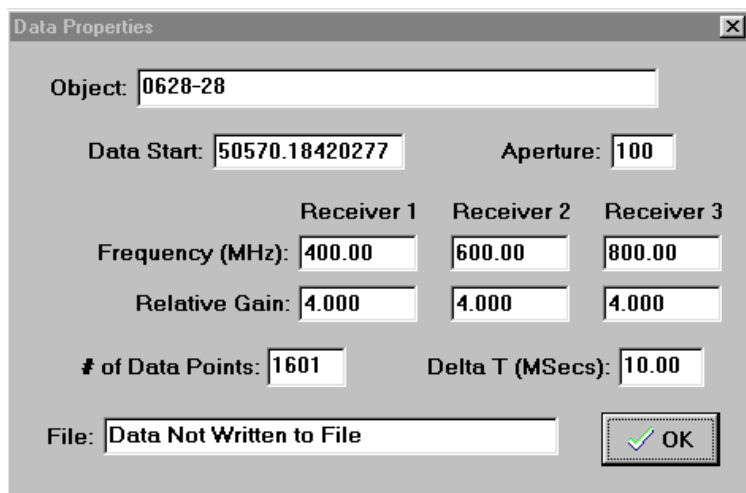 Data Properties
Object: 0628-28
Data Start: 50570.18420277 Aperture: 100
Receiver 1 Receiver 2 Receiver 3
Frequency (MHz): 400.00 600.00 800.00
Relative Gain: 4.000 4.000 4.000
# of Data Points: 1601 Delta T (MSecs): 10.00
File: Data Not Written to File OK